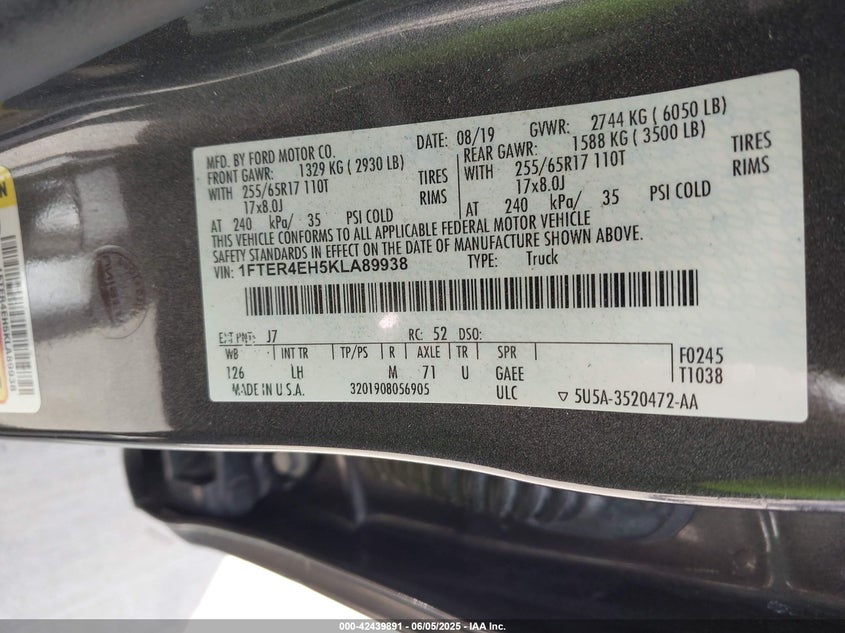 MFD. BY FORD MOTOR CO. DATE: 08/19 GVWR: 2744 KG ( 6050 LB)
FRONT GAWR: 1329 KG ( 2930 LB) REAR GAWR: 1588 KG ( 3500 LB)
WITH 255/65R17 110T TIRES WITH 255/65R17 110T TIRES
17x8.0J RIMS 17x8.0J RIMS
AT 240 kPa/ 35 PSI COLD AT 240 kPa/ 35 PSI COLD
THIS VEHICLE CONFORMS TO ALL APPLICABLE FEDERAL MOTOR VEHICLE
SAFETY STANDARDS IN EFFECT ON THE DATE OF MANUFACTURE SHOWN ABOVE.
VIN: 1FTER4EH5KLA89938 TYPE: Truck
EXT PNT: J7 RC: 52 DSO:
WB INT TR TP/PS R AXLE TR SPR F0245
126 LH M 71 U GAEE T1038
MADE IN U.S.A. 3201908056905 ULC ▽ 5U5A-3520472-AA
1FTER4EH5KLA89938
000-42439891 - 06/05/2025 - IAA Inc.